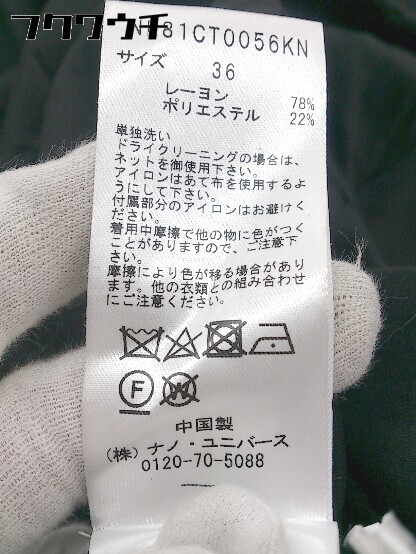 フクワウチ
81CT0056KN
サイズ 36
レーヨン 78%
ポリエステル 22%
単独洗い
ドライクリーニングの場合は、
ネットを御使用下さい。
アイロンはあて布を使用するよ
うにして下さい。
付属部分のアイロンはお避けく
ださい。
着用中摩擦で他の物に色がつく
ことがありますので、ご注意下
さい。
摩擦により色が移る場合があり
ます。他の衣類との組み合わせ
にご注意ください
F
W
中国製
(株) ナノ・ユニバース
0120-70-5088